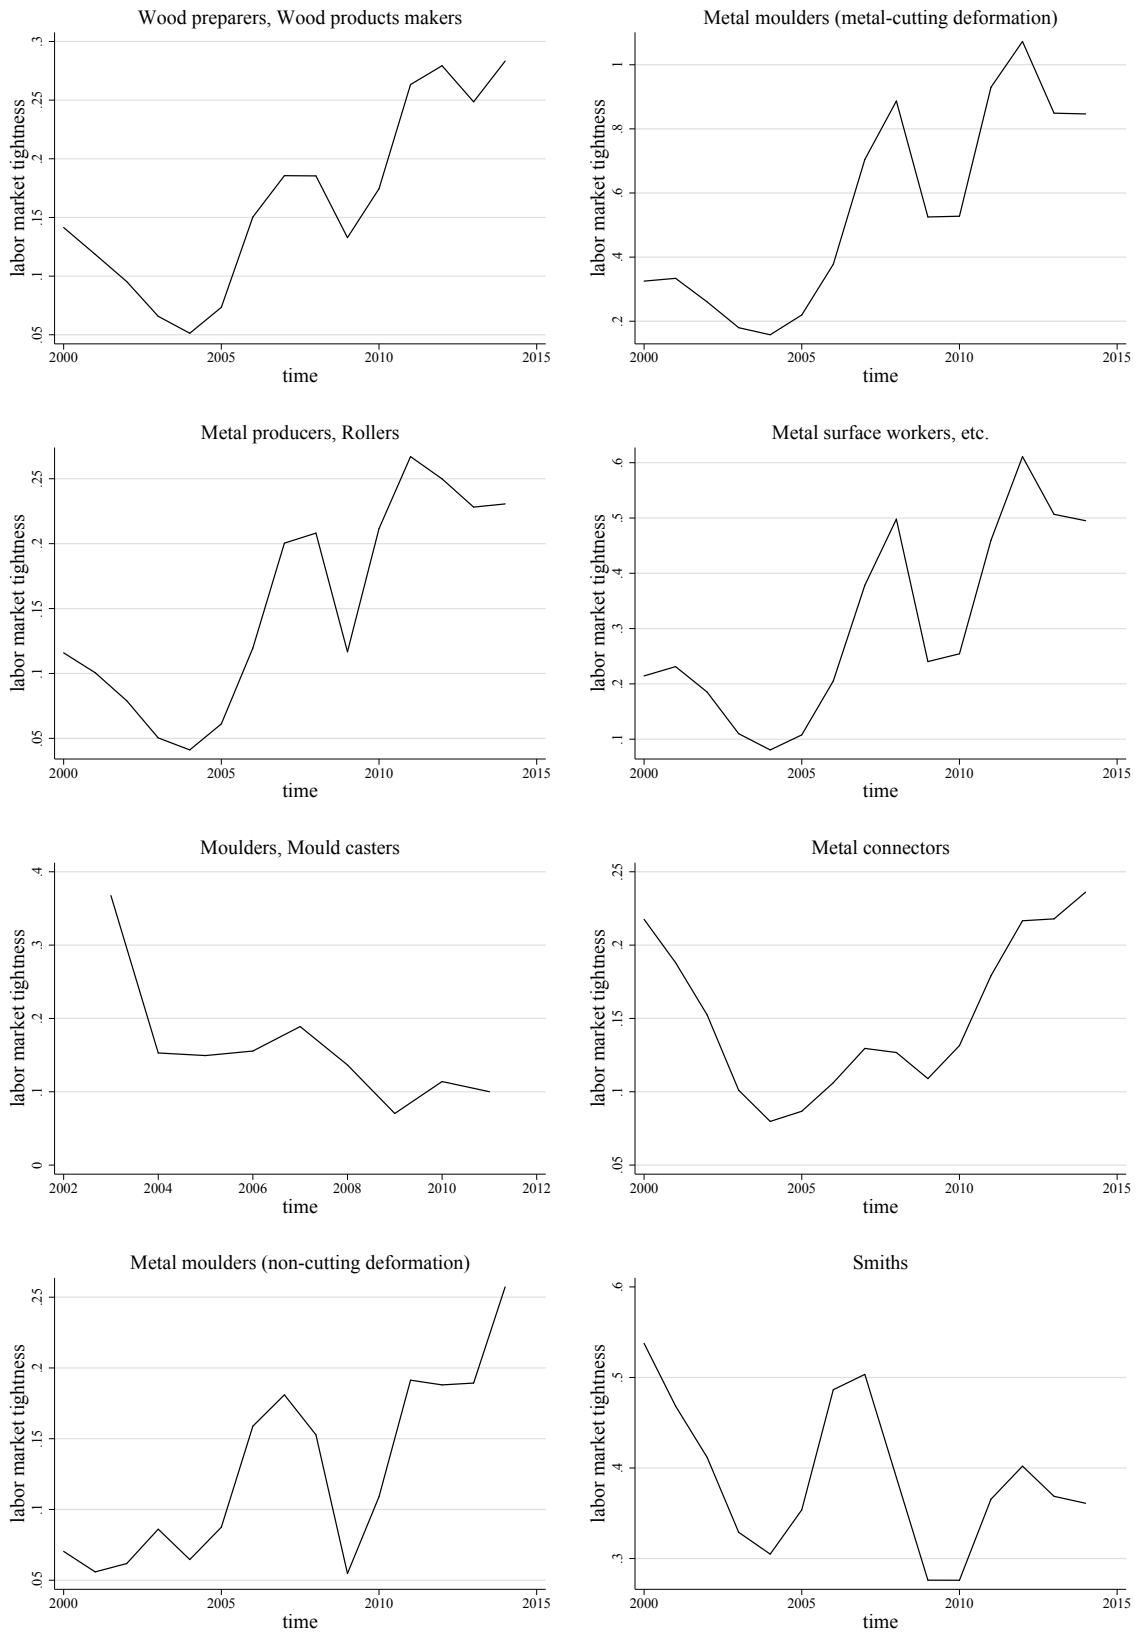 Wood preparers, Wood products makers
labor market tightness
.3
.25
.2
.15
.1
.05
2000 2005 2010 2015
time
Metal moulders (metal-cutting deformation)
labor market tightness
1
.8
.6
.4
.2
2000 2005 2010 2015
time
Metal producers, Rollers
labor market tightness
.25
.2
.15
.1
.05
2000 2005 2010 2015
time
Metal surface workers, etc.
labor market tightness
.6
.5
.4
.3
.2
.1
2000 2005 2010 2015
time
Moulders, Mould casters
labor market tightness
.4
.3
.2
.1
0
2002 2004 2006 2008 2010 2012
time
Metal connectors
labor market tightness
.25
.2
.15
.1
.05
2000 2005 2010 2015
time
Metal moulders (non-cutting deformation)
labor market tightness
.25
.2
.15
.1
.05
2000 2005 2010 2015
time
Smiths
labor market tightness
.6
.5
.4
.3
2000 2005 2010 2015
time